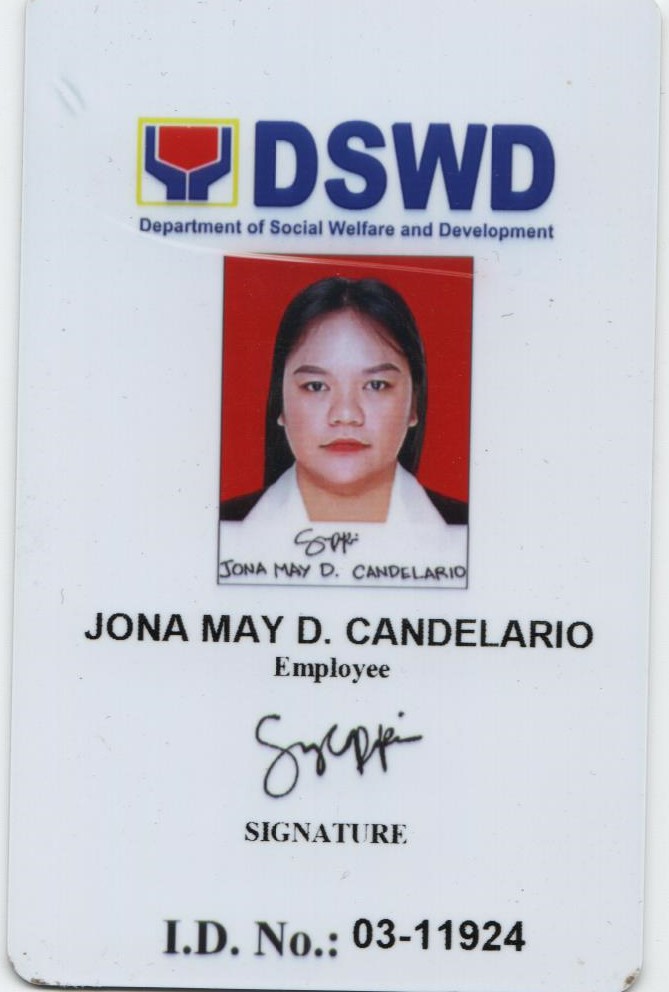 DSWD
Department of Social Welfare and Development
JONA MAY D. CANDELARIO
JONA MAY D. CANDELARIO
Employee
SIGNATURE
I.D. No.: 03-11924